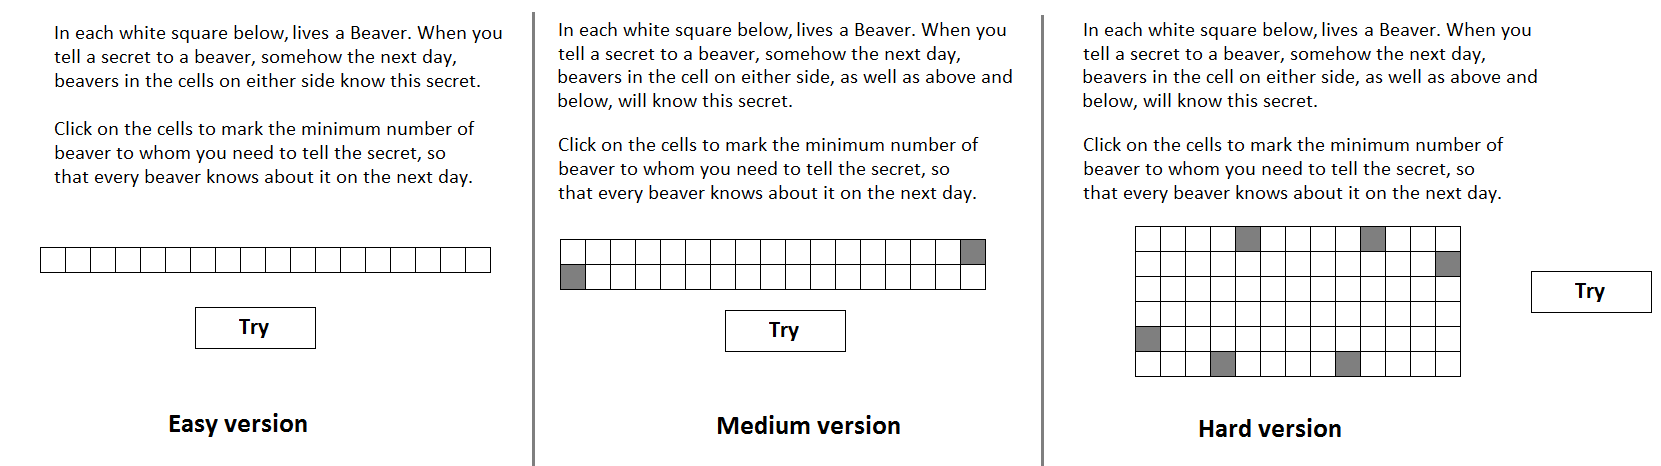 In each white square below, lives a Beaver. When you
tell a secret to a beaver, somehow the next day,
beavers in the cells on either side know this secret.
Click on the cells to mark the minimum number of
beaver to whom you need to tell the secret, so
that every beaver knows about it on the next day.
Try
Easy version
In each white square below, lives a Beaver. When you
tell a secret to a beaver, somehow the next day,
beavers in the cell on either side, as well as above and
below, will know this secret.
Click on the cells to mark the minimum number of
beaver to whom you need to tell the secret, so
that every beaver knows about it on the next day.
Try
Medium version
In each white square below, lives a Beaver. When you
tell a secret to a beaver, somehow the next day,
beavers in the cell on either side, as well as above and
below, will know this secret.
Click on the cells to mark the minimum number of
beaver to whom you need to tell the secret, so
that every beaver knows about it on the next day.
Try
Hard version